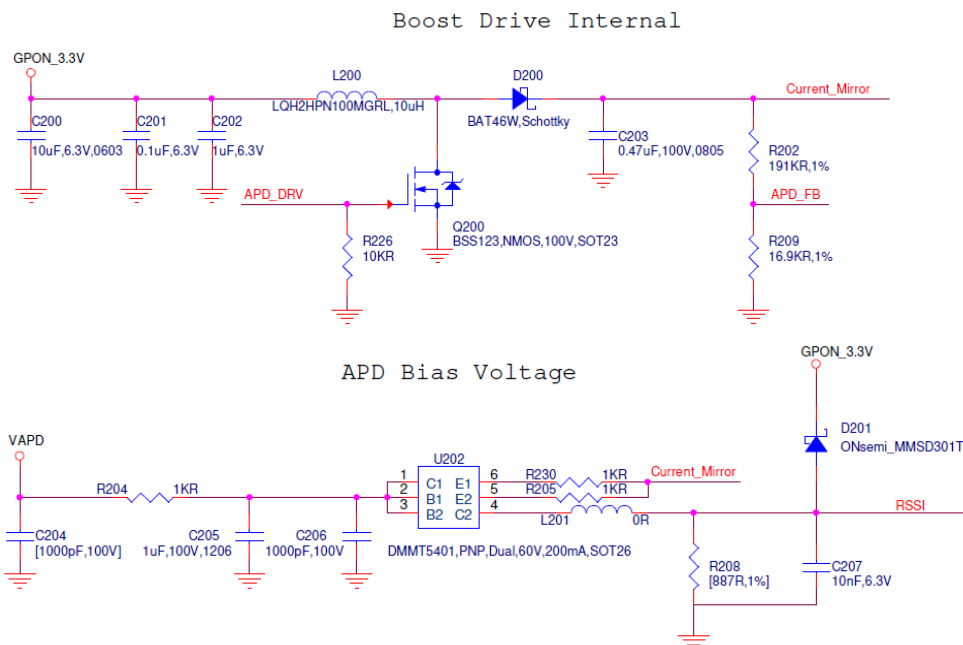 Boost Drive Internal
GPON_3.3V
L200
LQH2HPN100MGRL,10uH
D200
BAT46W,Schottky
Current_Mirror
C200
10uF,6.3V,0603
C201
0.1uF,6.3V
C202
1uF,6.3V
C203
0.47uF,100V,0805
R202
191KR,1%
APD_DRV
APD_FB
Q200
BSS123,NMOS,100V,SOT23
R226
10KR
R209
16.9KR,1%
APD Bias Voltage
GPON_3.3V
D201
ONsemi_MMSD301T
VAPD
U202
R204 1KR
1 C1 E1 6 R230 1KR Current_Mirror
2 B1 E2 5 R205 1KR
3 B2 C2 4 L201 0R
RSSI
C204
[1000pF,100V]
C205
1uF,100V,1206
C206
1000pF,100V
DMMT5401,PNP,Dual,60V,200mA,SOT26
R208
[887R,1%]
C207
10nF,6.3V